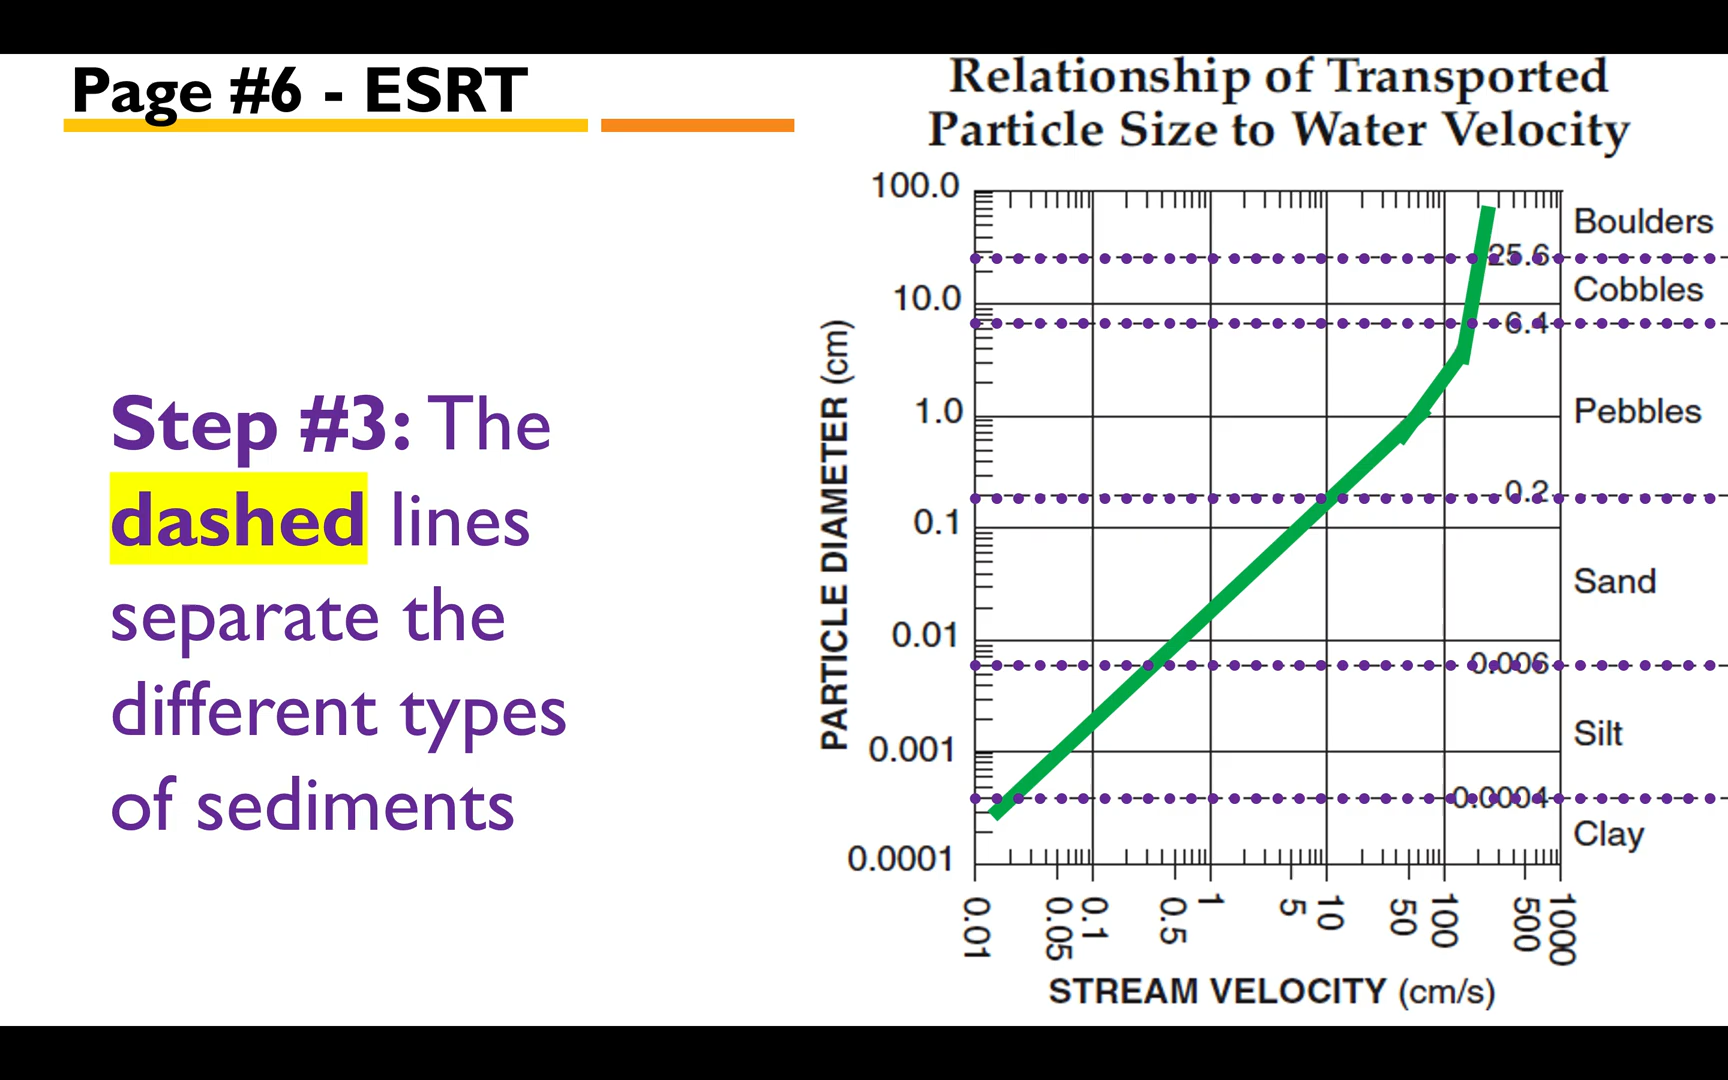 Page #6 - ESRT
Step #3: The
dashed lines
separate the
different types
of sediments
Relationship of Transported
Particle Size to Water Velocity
PARTICLE DIAMETER (cm)
100.0
10.0
1.0
0.1
0.01
0.001
0.0001
25.6
6.4
0.2
0.006
0.0004
Boulders
Cobbles
Pebbles
Sand
Silt
Clay
0.01
0.05
0.1
0.5
1
5
10
50
100
500
1000
STREAM VELOCITY (cm/s)